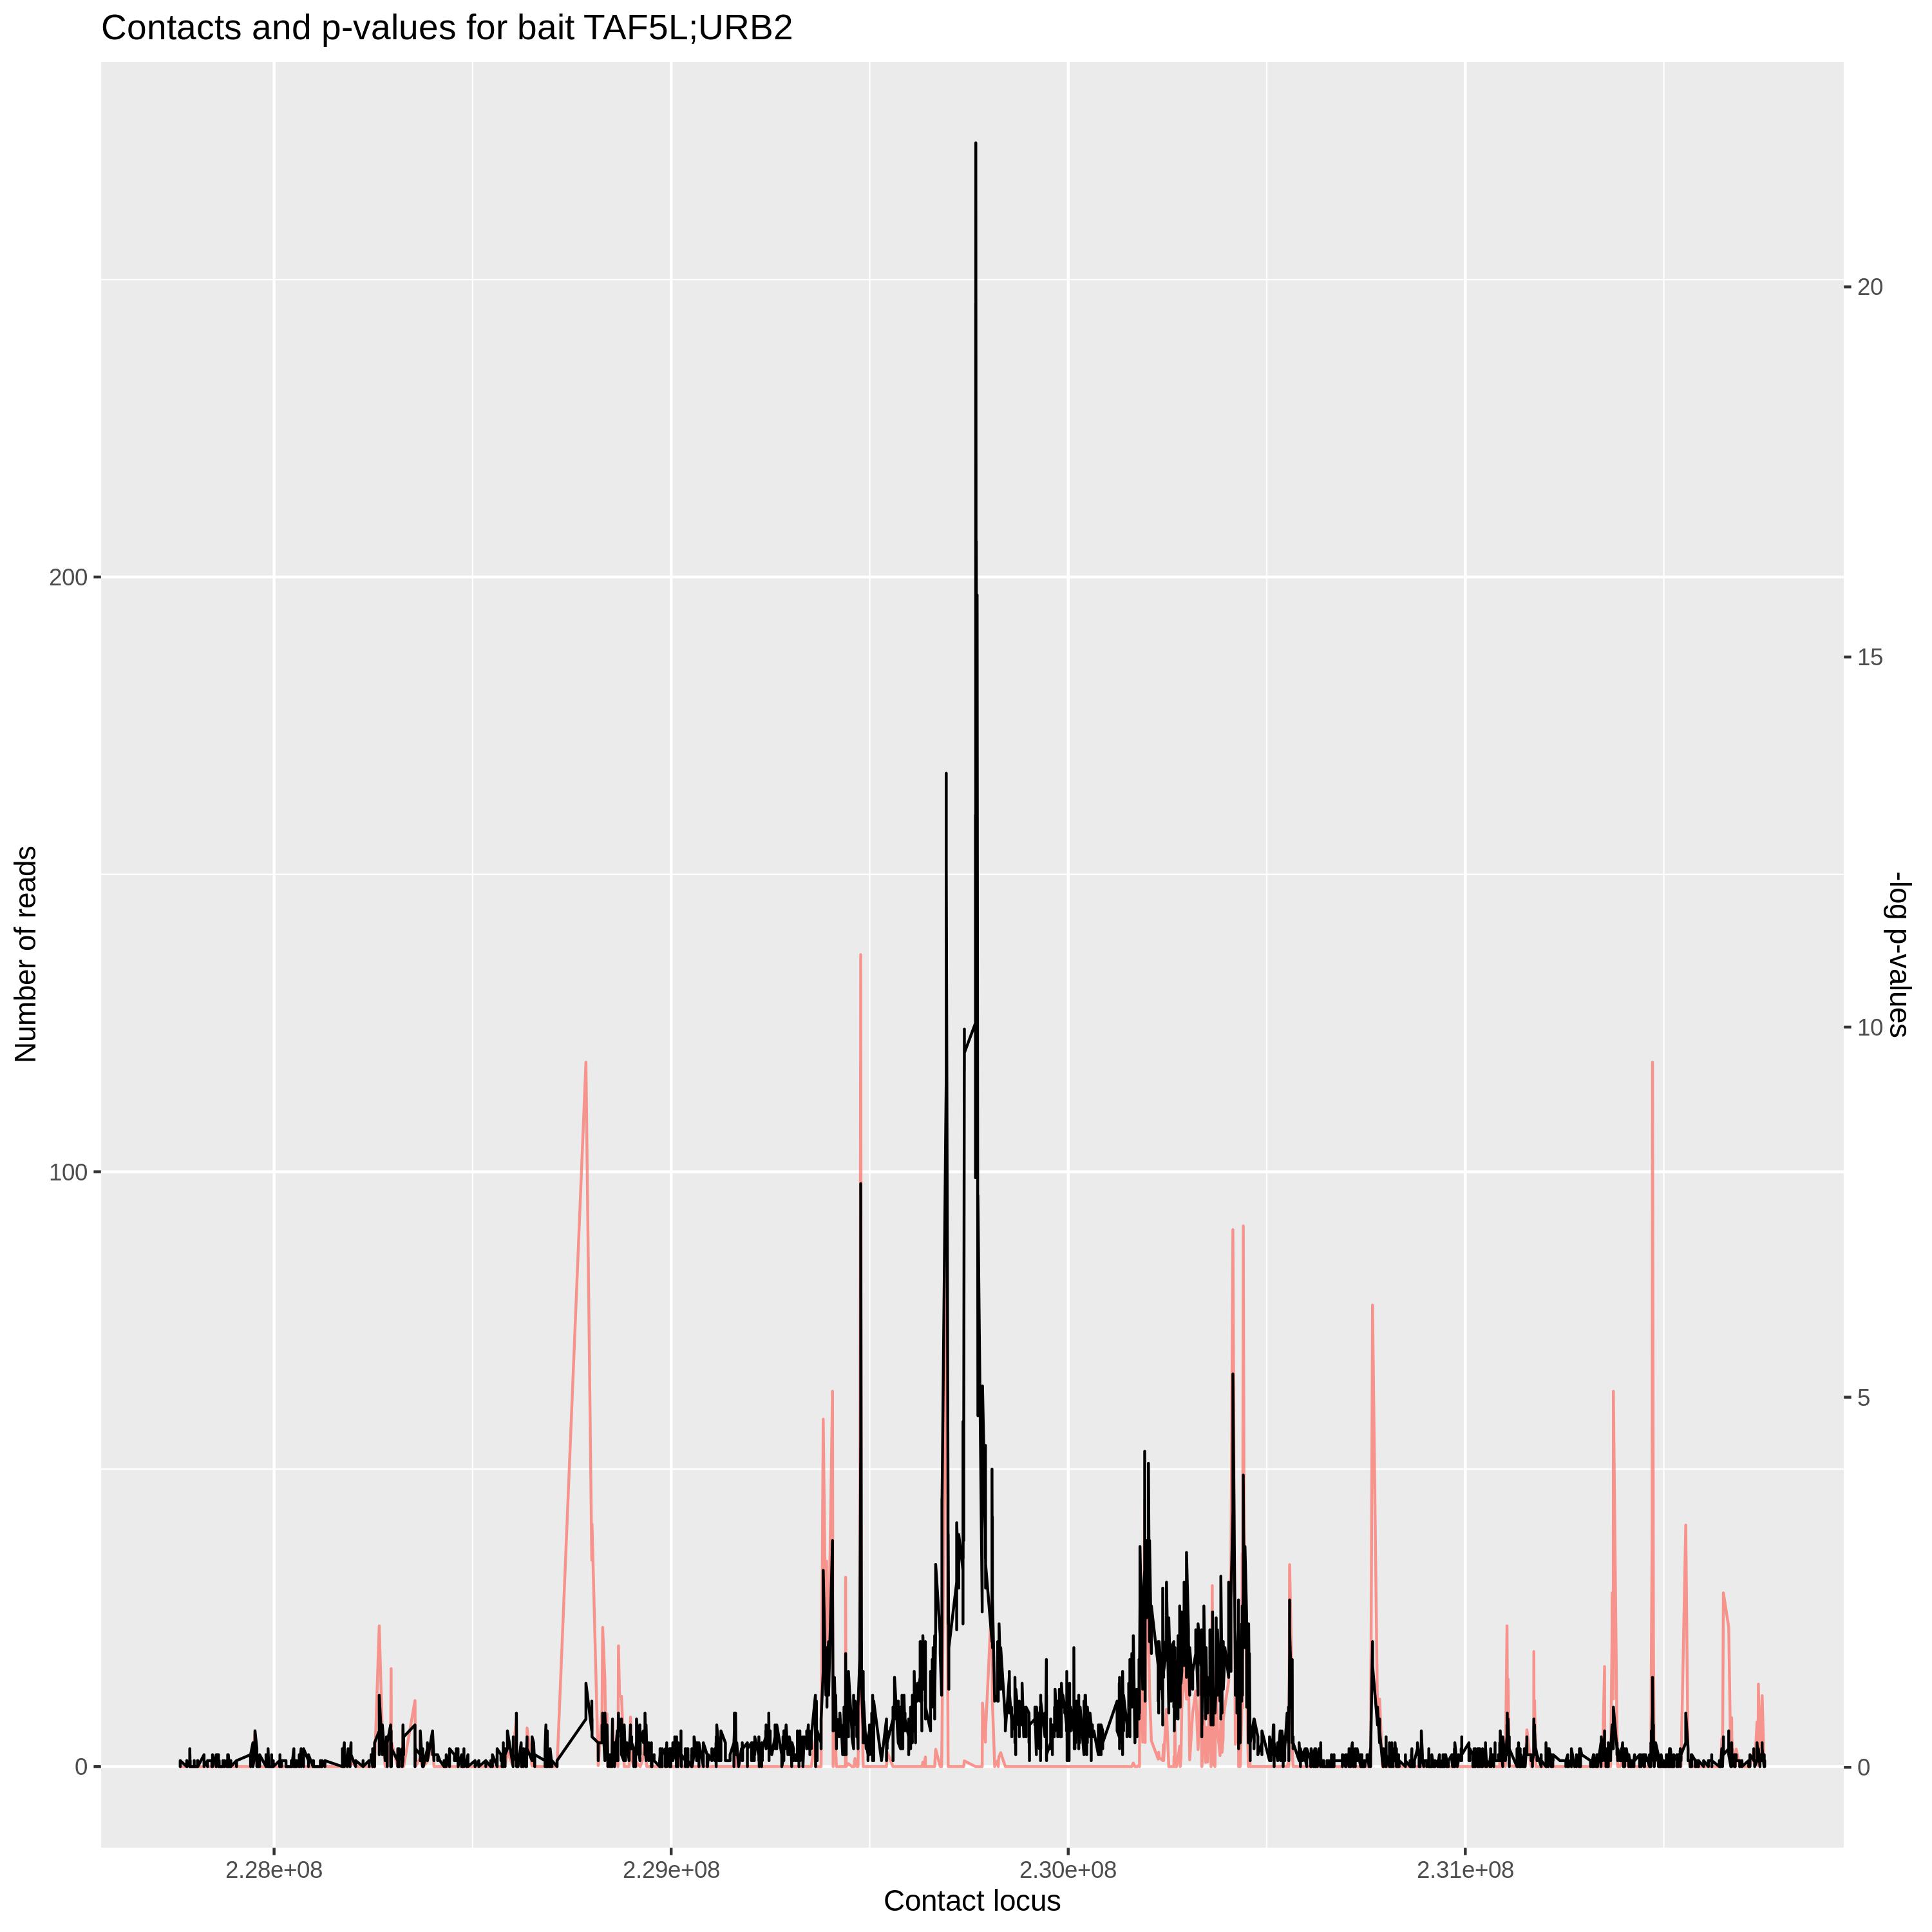 Contacts and p-values for bait TAF5L;URB2
Number of reads
200
100
0
20
15
10
5
0
-log p-values
2.28e+08
2.29e+08
2.30e+08
2.31e+08
Contact locus